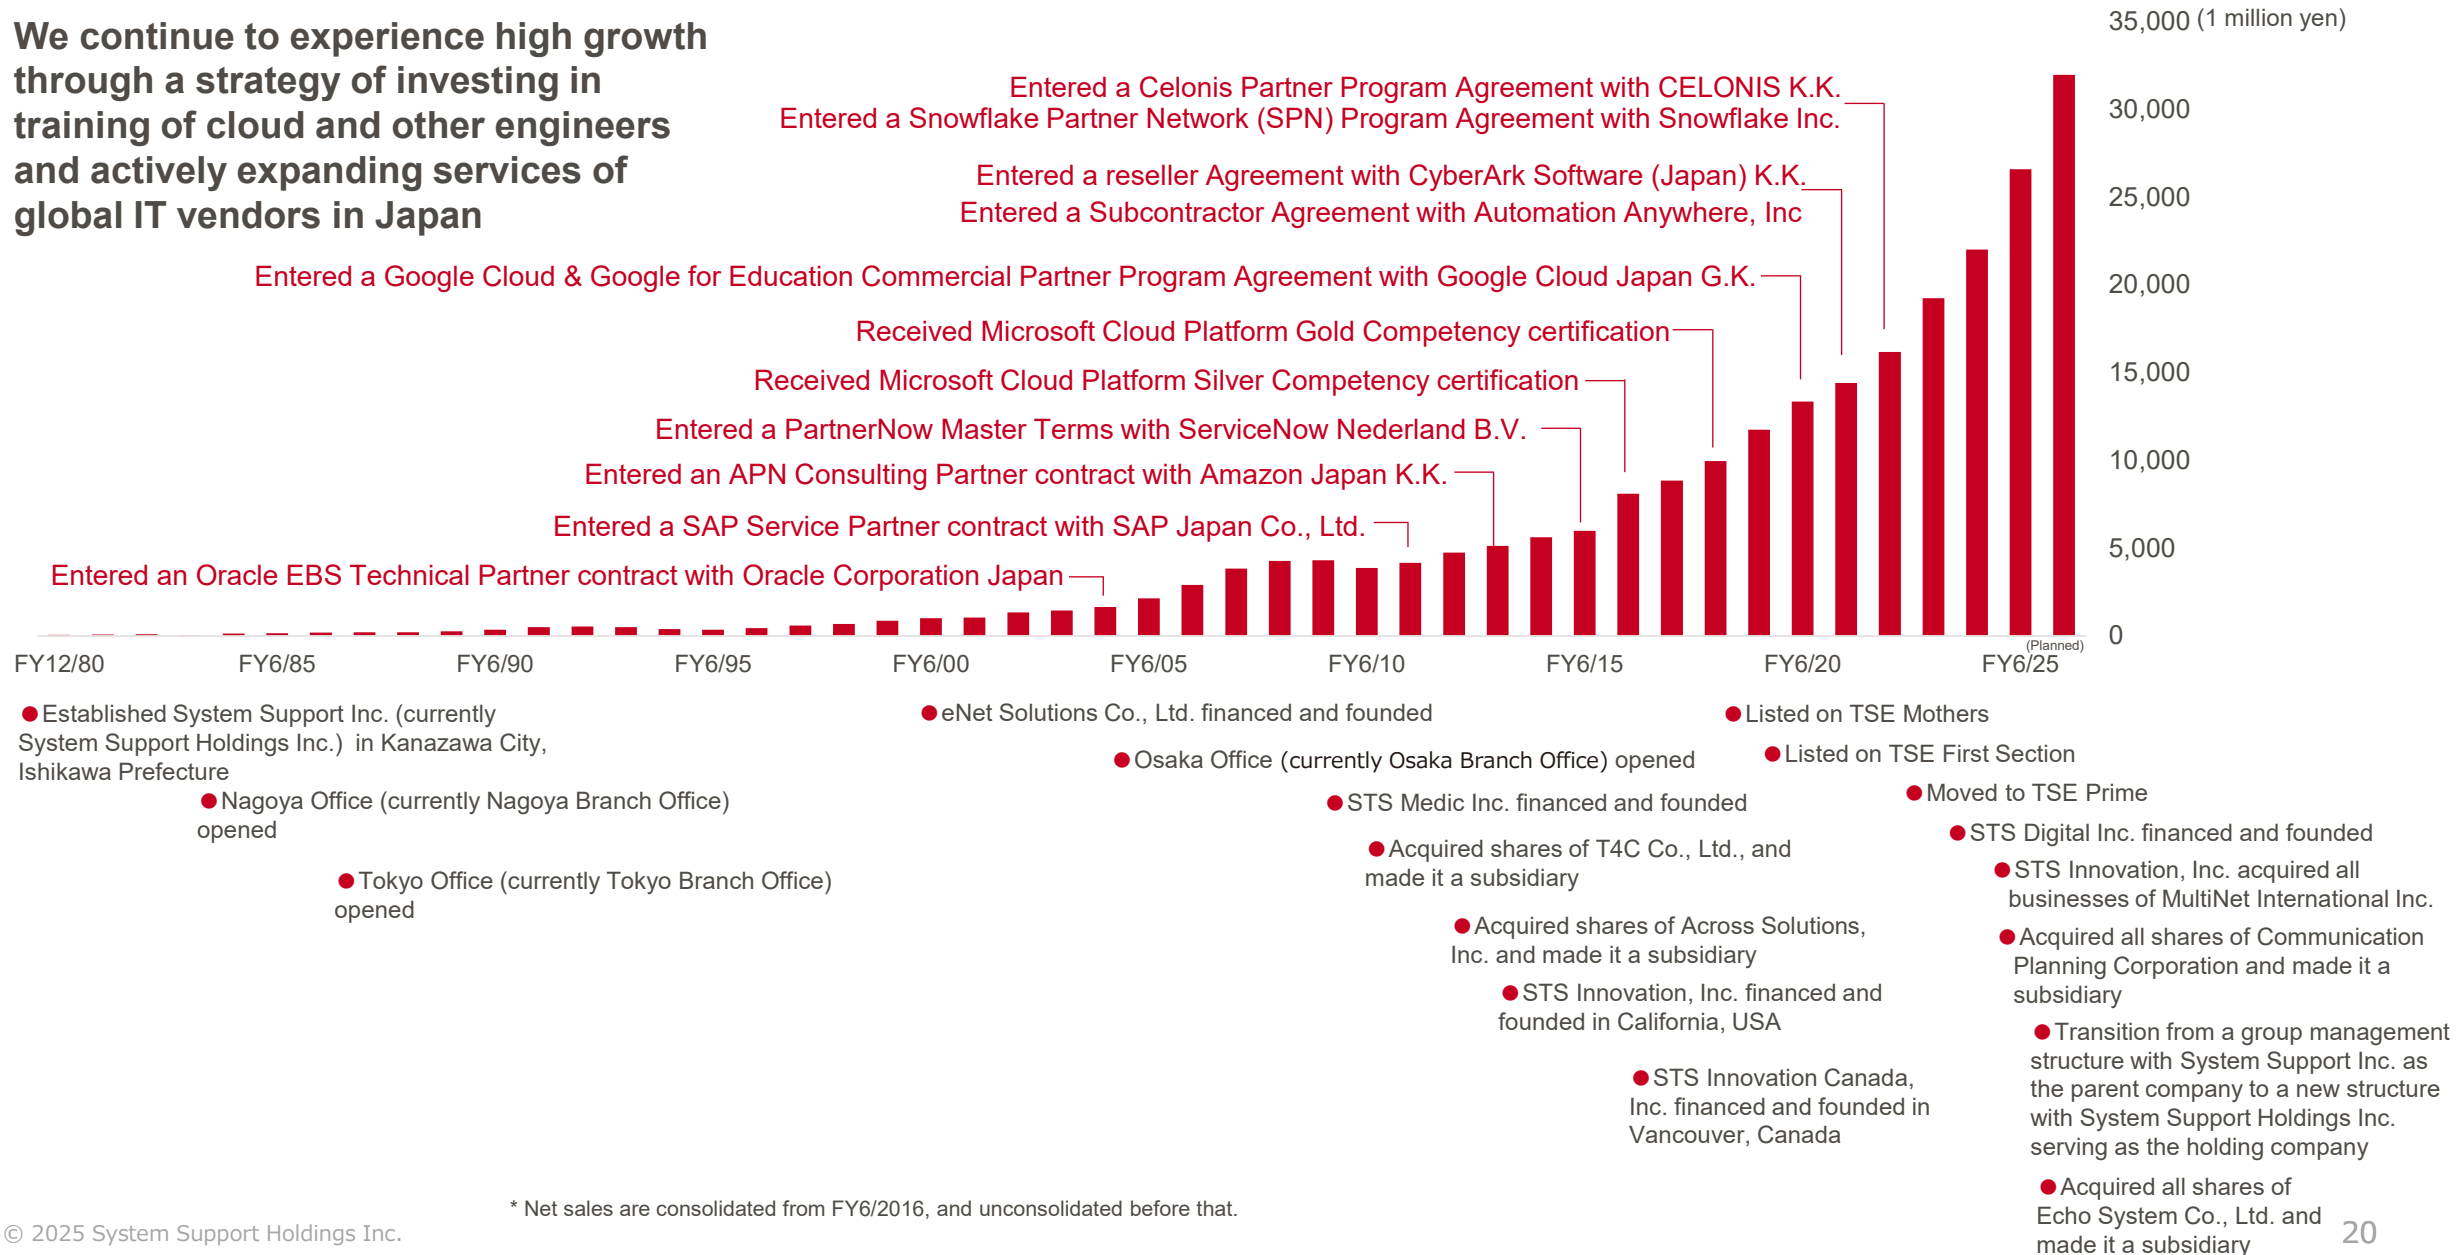 We continue to experience high growth
through a strategy of investing in
training of cloud and other engineers
and actively expanding services of
global IT vendors in Japan
35,000 (1 million yen)
30,000
25,000
20,000
15,000
10,000
5,000
0
Entered a Celonis Partner Program Agreement with CELONIS K.K.
Entered a Snowflake Partner Network (SPN) Program Agreement with Snowflake Inc.
Entered a reseller Agreement with CyberArk Software (Japan) K.K.
Entered a Subcontractor Agreement with Automation Anywhere, Inc
Entered a Google Cloud & Google for Education Commercial Partner Program Agreement with Google Cloud Japan G.K.
Received Microsoft Cloud Platform Gold Competency certification
Received Microsoft Cloud Platform Silver Competency certification
Entered a PartnerNow Master Terms with ServiceNow Nederland B.V.
Entered an APN Consulting Partner contract with Amazon Japan K.K.
Entered a SAP Service Partner contract with SAP Japan Co., Ltd.
Entered an Oracle EBS Technical Partner contract with Oracle Corporation Japan
(Planned)
FY12/80 FY6/85 FY6/90 FY6/95 FY6/00 FY6/05 FY6/10 FY6/15 FY6/20 FY6/25
●Established System Support Inc. (currently
System Support Holdings Inc.) in Kanazawa City,
Ishikawa Prefecture
●Nagoya Office (currently Nagoya Branch Office)
opened
●Tokyo Office (currently Tokyo Branch Office)
opened
●eNet Solutions Co., Ltd. financed and founded
●Osaka Office (currently Osaka Branch Office) opened
●STS Medic Inc. financed and founded
●Acquired shares of T4C Co., Ltd., and
made it a subsidiary
●Acquired shares of Across Solutions,
Inc. and made it a subsidiary
●STS Innovation, Inc. financed and
founded in California, USA
●STS Innovation Canada,
Inc. financed and founded in
Vancouver, Canada
●Listed on TSE Mothers
●Listed on TSE First Section
●Moved to TSE Prime
●STS Digital Inc. financed and founded
●STS Innovation, Inc. acquired all
businesses of MultiNet International Inc.
●Acquired all shares of Communication
Planning Corporation and made it a
subsidiary
●Transition from a group management
structure with System Support Inc. as
the parent company to a new structure
with System Support Holdings Inc.
serving as the holding company
●Acquired all shares of
Echo System Co., Ltd. and
made it a subsidiary
* Net sales are consolidated from FY6/2016, and unconsolidated before that.
© 2025 System Support Holdings Inc.
20